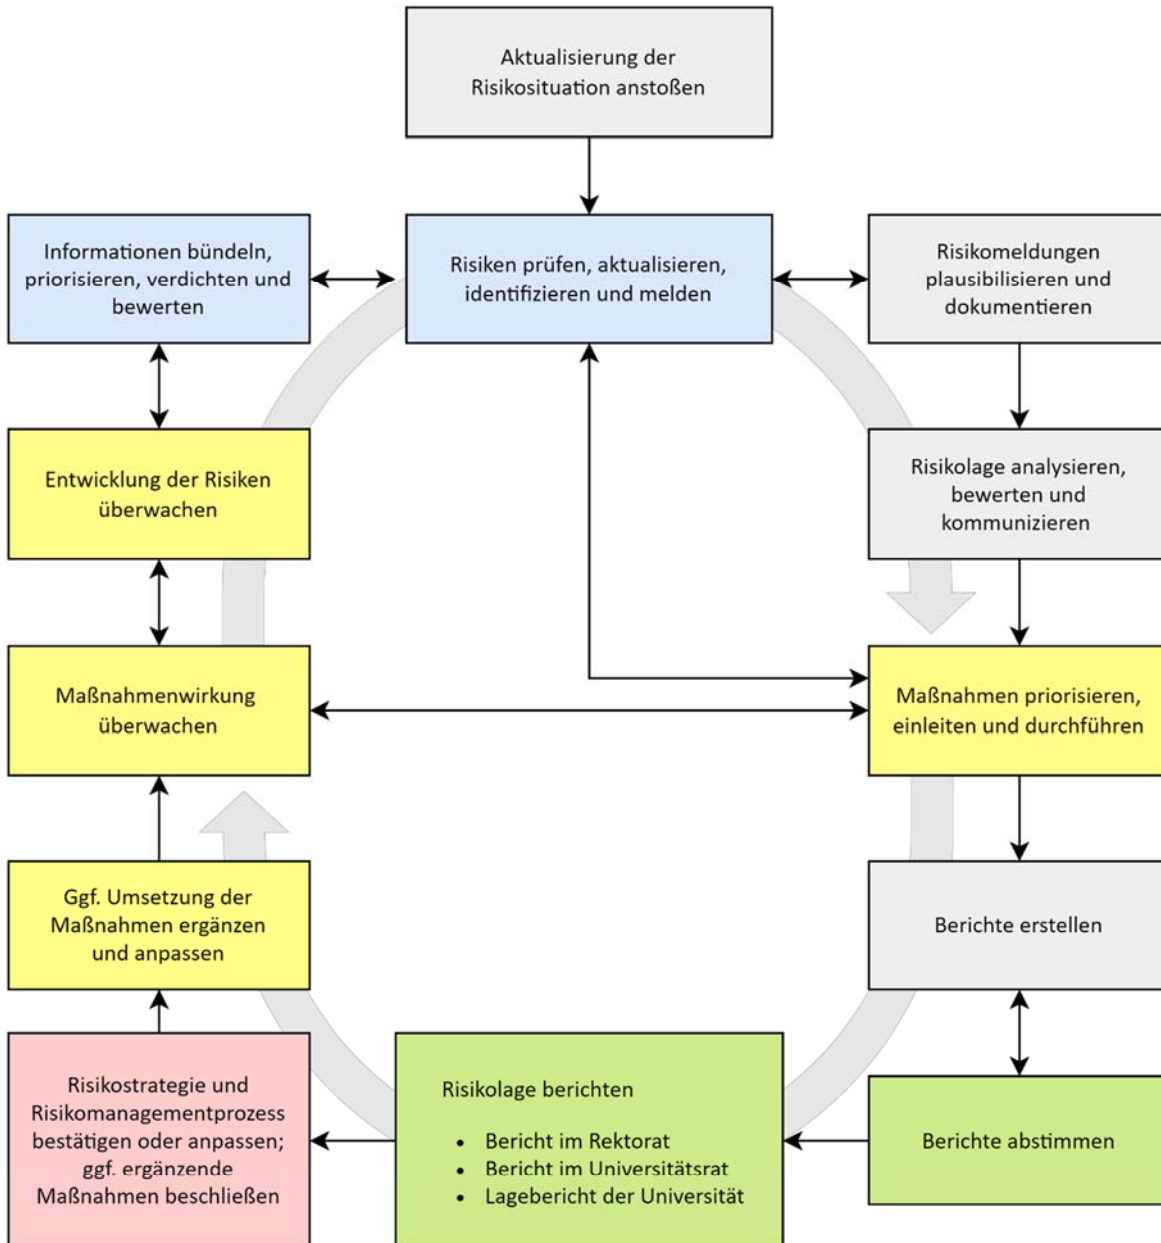 Aktualisierung der
Risikosituation anstoßen
Informationen bündeln,
priorisieren, verdichten und
bewerten
Risiken prüfen, aktualisieren,
identifizieren und melden
Risikomeldungen
plausibilisieren und
dokumentieren
Entwicklung der Risiken
überwachen
Risikolage analysieren,
bewerten und
kommunizieren
Maßnahmenwirkung
überwachen
Maßnahmen priorisieren,
einleiten und durchführen
Ggf. Umsetzung der
Maßnahmen ergänzen
und anpassen
Berichte erstellen
Risikostrategie und
Risikomanagementprozess
bestätigen oder anpassen;
ggf. ergänzende
Maßnahmen beschließen
Risikolage berichten
• Bericht im Rektorat
• Bericht im Universitätsrat
• Lagebericht der Universität
Berichte abstimmen